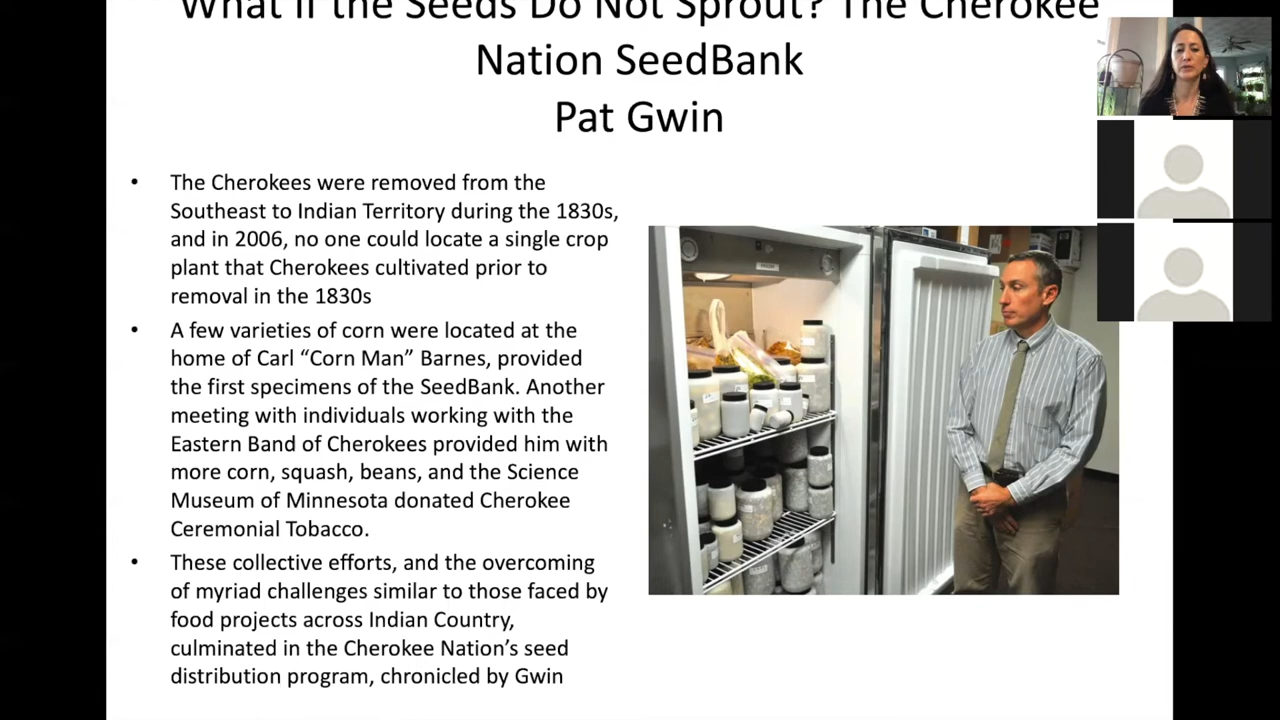 What if the Seeds Do Not Sprout? The Cherokee
Nation SeedBank
Pat Gwin
• The Cherokees were removed from the
Southeast to Indian Territory during the 1830s,
and in 2006, no one could locate a single crop
plant that Cherokees cultivated prior to
removal in the 1830s
• A few varieties of corn were located at the
home of Carl “Corn Man” Barnes, provided
the first specimens of the SeedBank. Another
meeting with individuals working with the
Eastern Band of Cherokees provided him with
more corn, squash, beans, and the Science
Museum of Minnesota donated Cherokee
Ceremonial Tobacco.
• These collective efforts, and the overcoming
of myriad challenges similar to those faced by
food projects across Indian Country,
culminated in the Cherokee Nation’s seed
distribution program, chronicled by Gwin